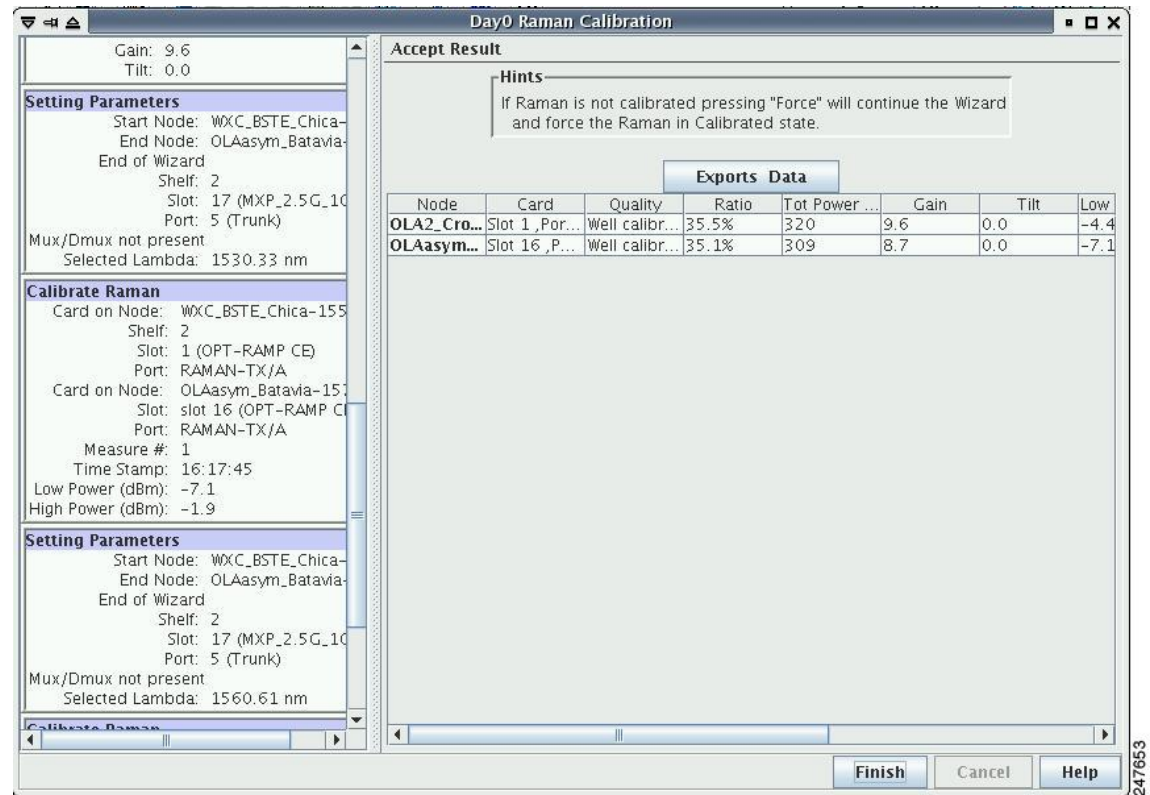 Day0 Raman Calibration
Gain: 9.6
Tilt: 0.0
Setting Parameters
Start Node: WXC_BSTE_Chica-
End Node: OLAasym_Batavia-
End of Wizard
Shelf: 2
Slot: 17 (MXP_2.5G_10
Port: 5 (Trunk)
Mux/Dmux not present
Selected Lambda: 1530.33 nm
Calibrate Raman
Card on Node: WXC_BSTE_Chica-155
Shelf: 2
Slot: 1 (OPT-RAMP CE)
Port: RAMAN-TX/A
Card on Node: OLAasym_Batavia-15
Slot: slot 16 (OPT-RAMP C
Port: RAMAN-TX/A
Measure #: 1
Time Stamp: 16:17:45
Low Power (dBm): -7.1
High Power (dBm): -1.9
Setting Parameters
Start Node: WXC_BSTE_Chica-
End Node: OLAasym_Batavia-
End of Wizard
Shelf: 2
Slot: 17 (MXP_2.5G_10
Port: 5 (Trunk)
Mux/Dmux not present
Selected Lambda: 1560.61 nm
Calibrate Raman
Accept Result
Hints
If Raman is not calibrated pressing "Force" will continue the Wizard
and force the Raman in Calibrated state.
Exports Data
Node Card Quality Ratio Tot Power ... Gain Tilt Low
OLA2_Cro... Slot 1 ,Por... Well calibr... 35.5% 320 9.6 0.0 -4.4
OLAasym... Slot 16 ,P... Well calibr... 35.1% 309 8.7 0.0 -7.1
Finish Cancel Help
247653